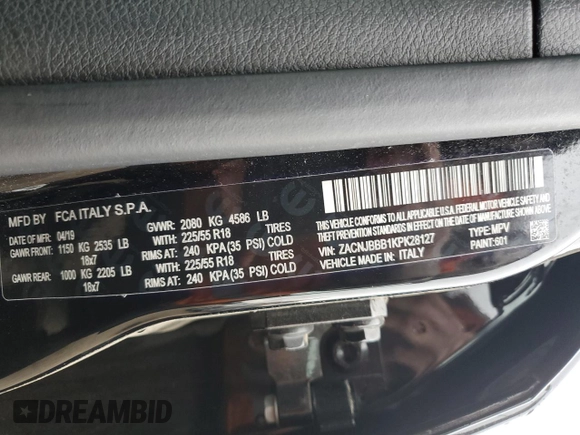 MFD BY FCA ITALY S.P.A.
DATE OF MFR: 04/19 GVWR: 2080 KG 4586 LB
GAWR FRONT: 1150 KG 2535 LB WITH: 225/55 R18 TIRES
18x7 RIMS AT: 240 KPA(35 PSI) COLD
GAWR REAR: 1000 KG 2205 LB WITH: 225/55 R18 TIRES
18x7 RIMS AT: 240 KPA(35 PSI) COLD
THIS VEHICLE CONFORMS TO ALL APPLICABLE U.S.A. FEDERAL MOTOR VEHICLE SAFETY AND
BUMPER STANDARDS IN EFFECT ON THE DATE OF MANUFACTURE SHOWN ABOVE.
VIN: ZACNJBBB1KPK28127 TYPE: MPV
VEHICLE MADE IN: ITALY PAINT: 601
DREAMBID